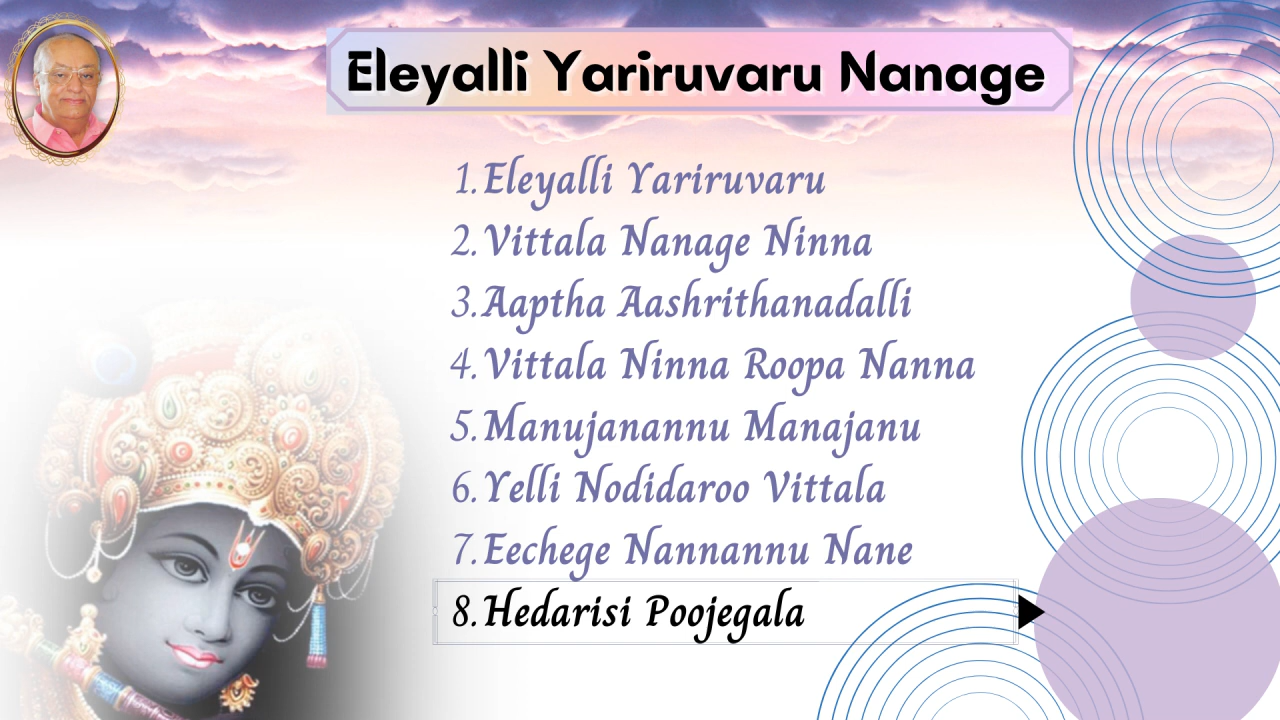 Eleyalli Yariruvaru Nanage
1. Eleyalli Yariruvaru
2. Vittala Nanage Ninna
3. Aaptha Aashrithanadalli
4. Vittala Ninna Roopa Nanna
5. Manujanannu Manajanu
6. Yelli Nodidaroo Vittala
7. Eechege Nannannu Nane
8. Hedarisi Poojegala